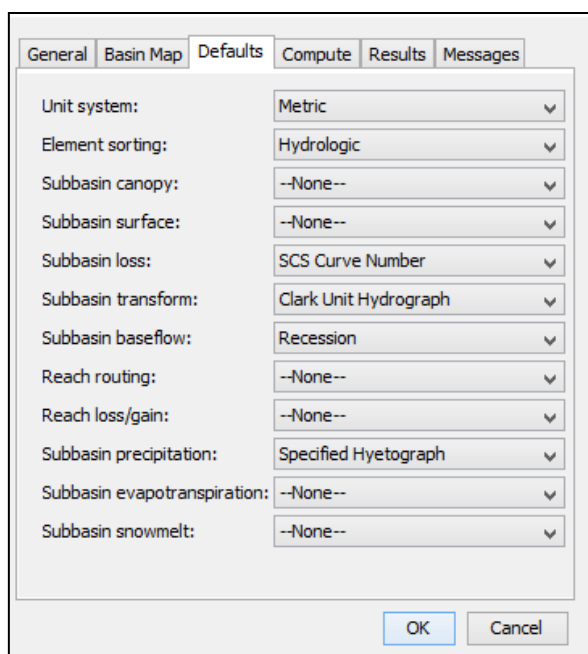 General Basin Map Defaults Compute Results Messages
Unit system: Metric
Element sorting: Hydrologic
Subbasin canopy: --None--
Subbasin surface: --None--
Subbasin loss: SCS Curve Number
Subbasin transform: Clark Unit Hydrograph
Subbasin baseflow: Recession
Reach routing: --None--
Reach loss/gain: --None--
Subbasin precipitation: Specified Hyetograph
Subbasin evapotranspiration: --None--
Subbasin snowmelt: --None--
OK Cancel